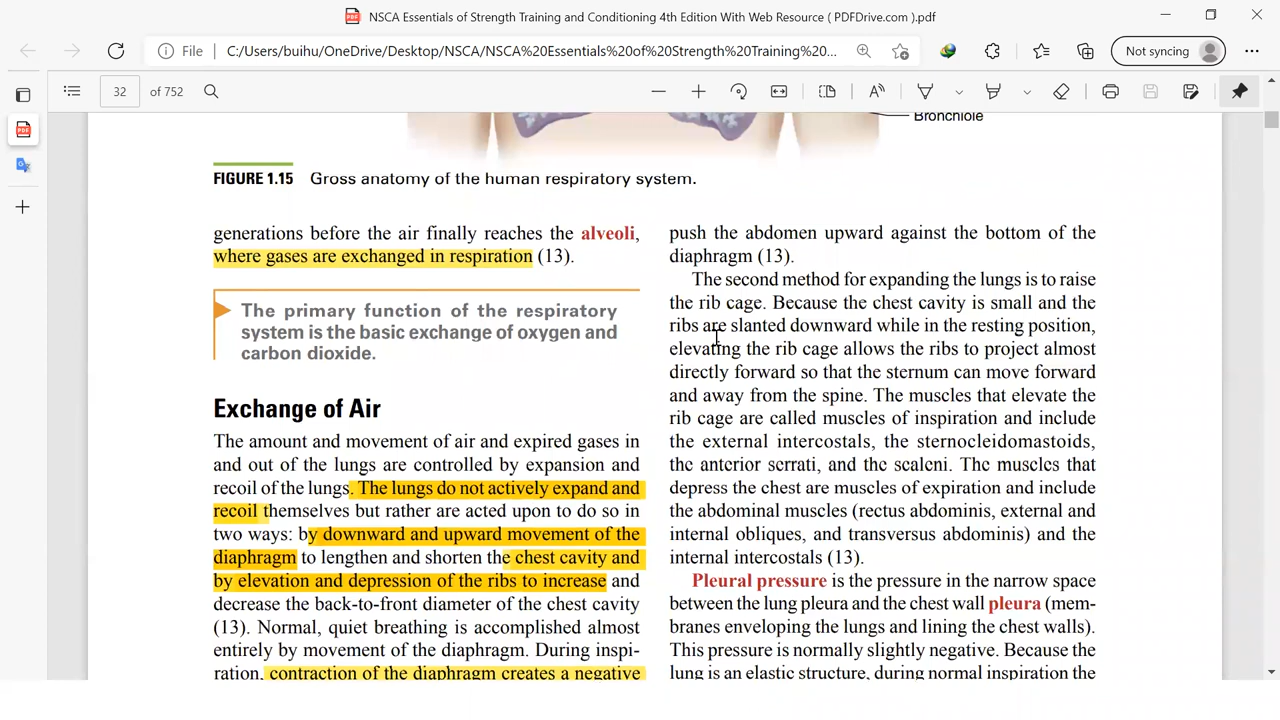 NSCA Essentials of Strength Training and Conditioning 4th Edition With Web Resource ( PDFDrive.com ).pdf
File
C:/Users/buihu/OneDrive/Desktop/NSCA/NSCA%20Essentials%20of%20Strength%20Training%20...
Not syncing
32
of 752
Bronchiole
FIGURE 1.15 Gross anatomy of the human respiratory system.
generations before the air finally reaches the alveoli,
where gases are exchanged in respiration (13).
The primary function of the respiratory
system is the basic exchange of oxygen and
carbon dioxide.
Exchange of Air
The amount and movement of air and expired gases in
and out of the lungs are controlled by expansion and
recoil of the lungs. The lungs do not actively expand and
recoil themselves but rather are acted upon to do so in
two ways: by downward and upward movement of the
diaphragm to lengthen and shorten the chest cavity and
by elevation and depression of the ribs to increase and
decrease the back-to-front diameter of the chest cavity
(13). Normal, quiet breathing is accomplished almost
entirely by movement of the diaphragm. During inspi-
ration, contraction of the diaphragm creates a negative
push the abdomen upward against the bottom of the
diaphragm (13).
The second method for expanding the lungs is to raise
the rib cage. Because the chest cavity is small and the
ribs are slanted downward while in the resting position,
elevating the rib cage allows the ribs to project almost
directly forward so that the sternum can move forward
and away from the spine. The muscles that elevate the
rib cage are called muscles of inspiration and include
the external intercostals, the sternocleidomastoids,
the anterior serrati, and the scaleni. The muscles that
depress the chest are muscles of expiration and include
the abdominal muscles (rectus abdominis, external and
internal obliques, and transversus abdominis) and the
internal intercostals (13).
Pleural pressure is the pressure in the narrow space
between the lung pleura and the chest wall pleura (mem-
branes enveloping the lungs and lining the chest walls).
This pressure is normally slightly negative. Because the
lung is an elastic structure, during normal inspiration the